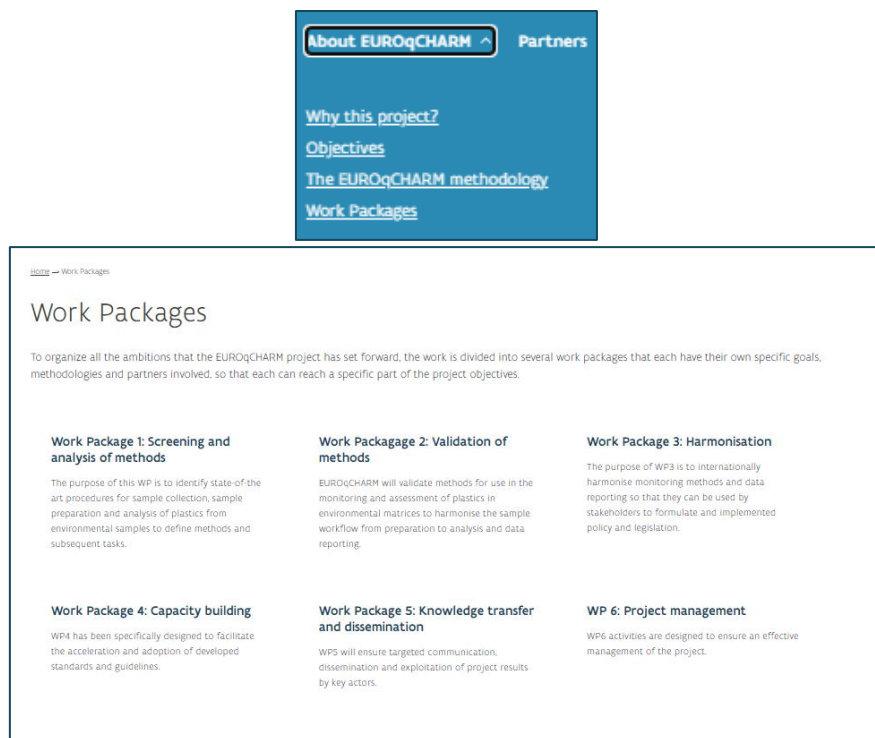 About EUROqCHARM
Partners
Why this project?
Objectives
The EUROqCHARM methodology
Work Packages
Home — Work Packages
Work Packages
To organize all the ambitions that the EUROqCHARM project has set forward, the work is divided into several work packages that each have their own specific goals,
methodologies and partners involved, so that each can reach a specific part of the project objectives.
Work Package 1: Screening and
analysis of methods
The purpose of this WP is to identify state-of-the
art procedures for sample collection, sample
preparation and analysis of plastics from
environmental samples to define methods and
subsequent tasks.
Work Packagage 2: Validation of
methods
EUROqCHARM will validate methods for use in the
monitoring and assessment of plastics in
environmental matrices to harmonise the sample
workflow from preparation to analysis and data
reporting.
Work Package 3: Harmonisation
The purpose of WP3 is to internationally
harmonise monitoring methods and data
reporting so that they can be used by
stakeholders to formulate and implemented
policy and legislation.
Work Package 4: Capacity building
WP4 has been specifically designed to facilitate
the acceleration and adoption of developed
standards and guidelines.
Work Package 5: Knowledge transfer
and dissemination
WP5 will ensure targeted communication,
dissemination and exploitation of project results
by key actors.
WP 6: Project management
WP6 activities are designed to ensure an effective
management of the project.